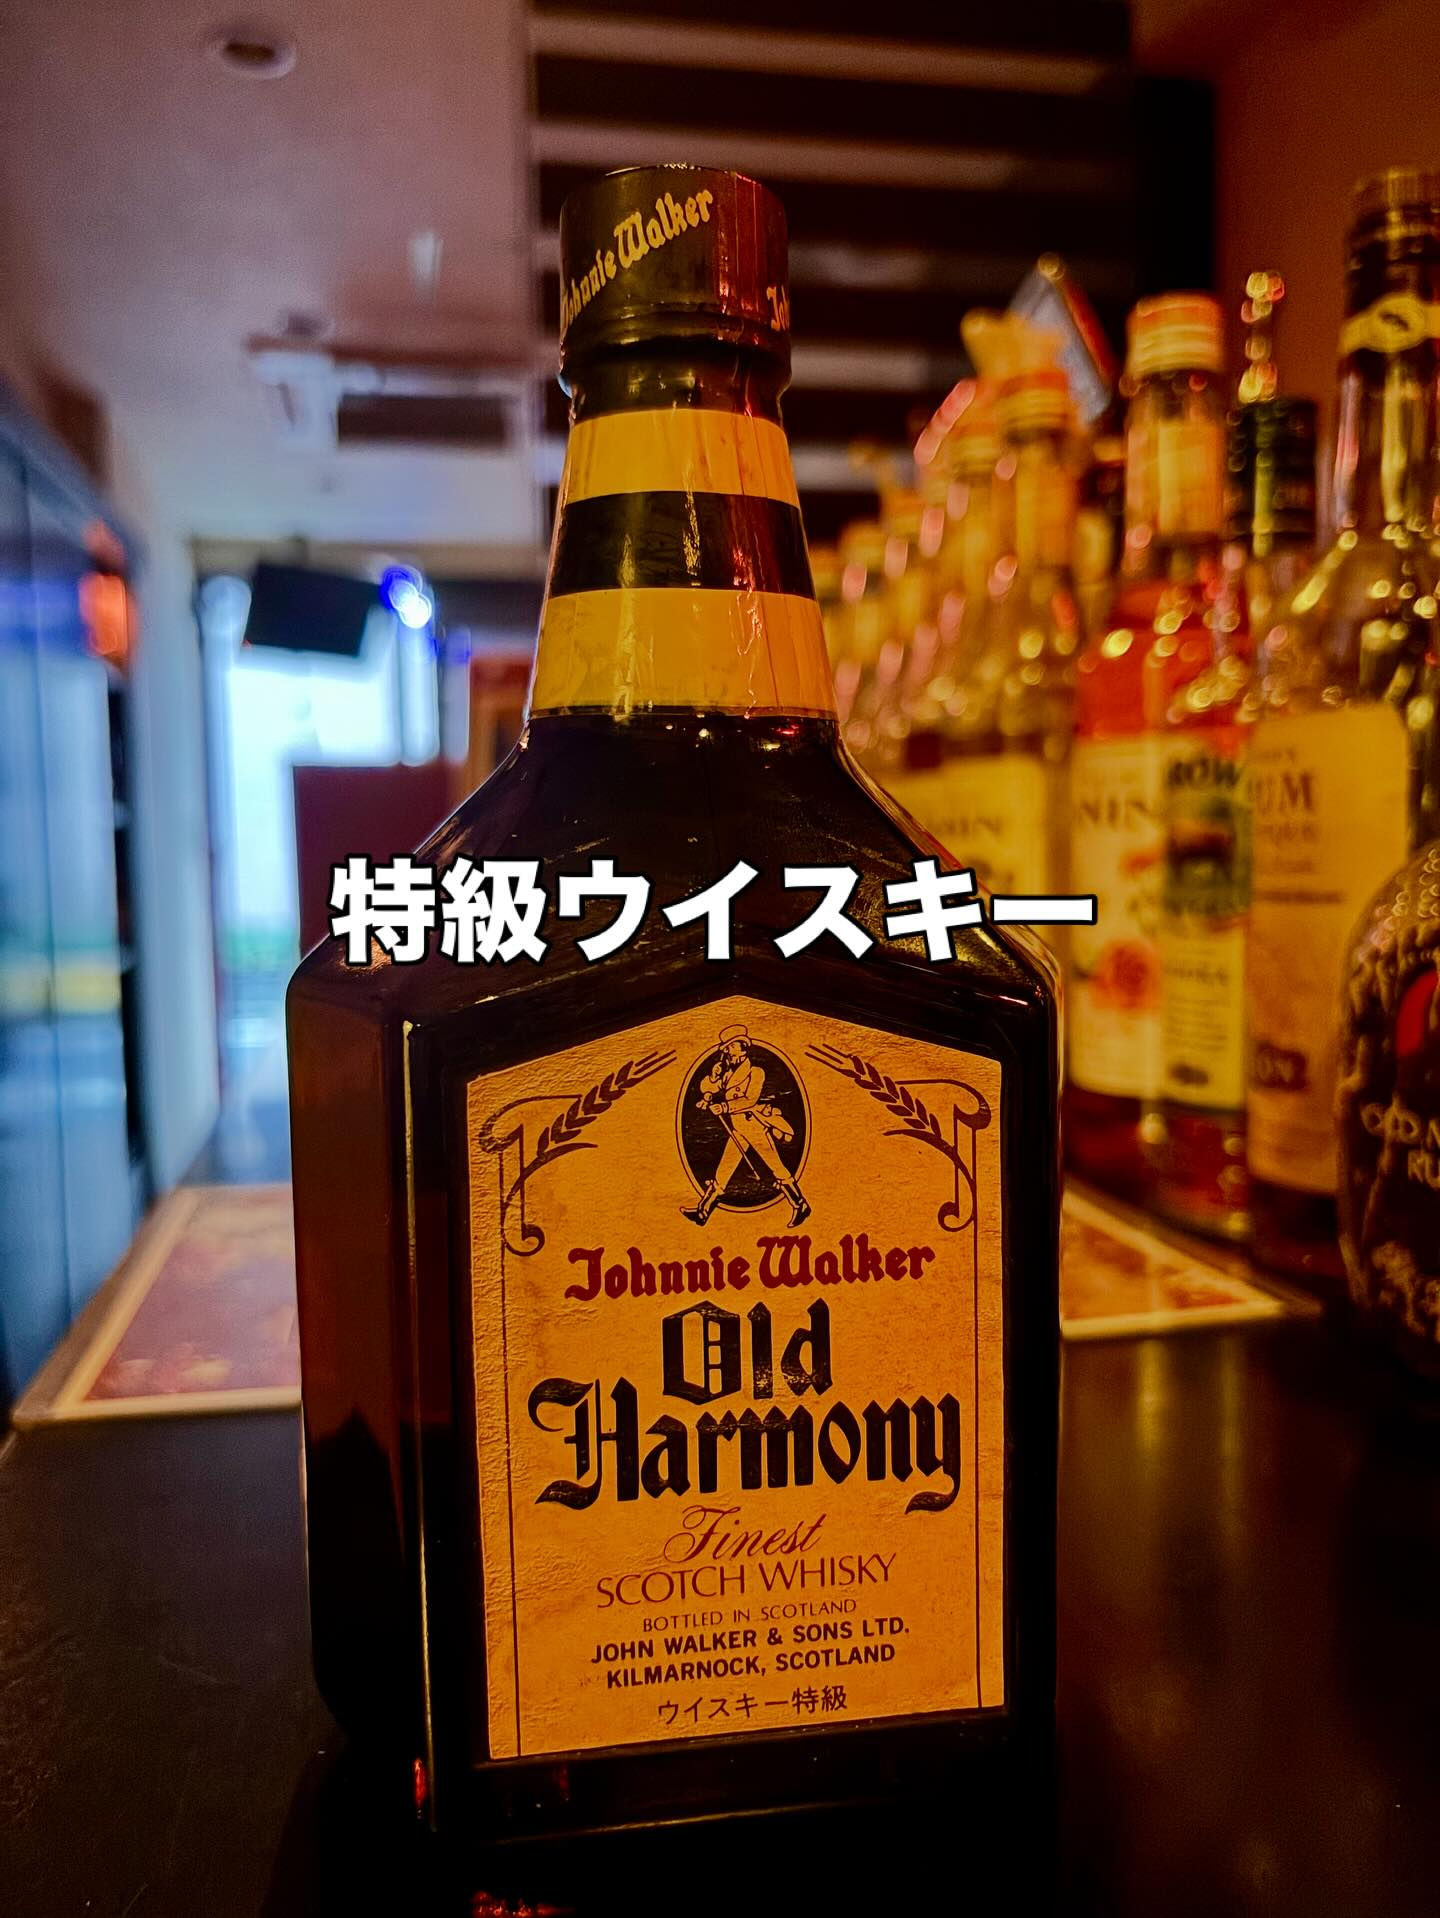 Johnnie Walker
特級ウイスキー
Johnnie Walker
Old
Harmony
Finest
SCOTCH WHISKY
BOTTLED IN SCOTLAND
JOHN WALKER & SONS LTD.
KILMARNOCK, SCOTLAND
ウイスキー特級